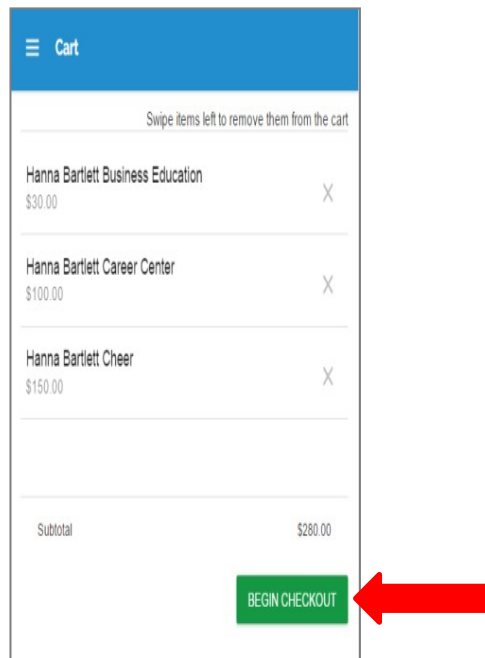 Cart
Swipe items left to remove them from the cart
Hanna Bartlett Business Education
$30.00
Hanna Bartlett Career Center
$100.00
Hanna Bartlett Cheer
$150.00
Subtotal $280.00
BEGIN CHECKOUT